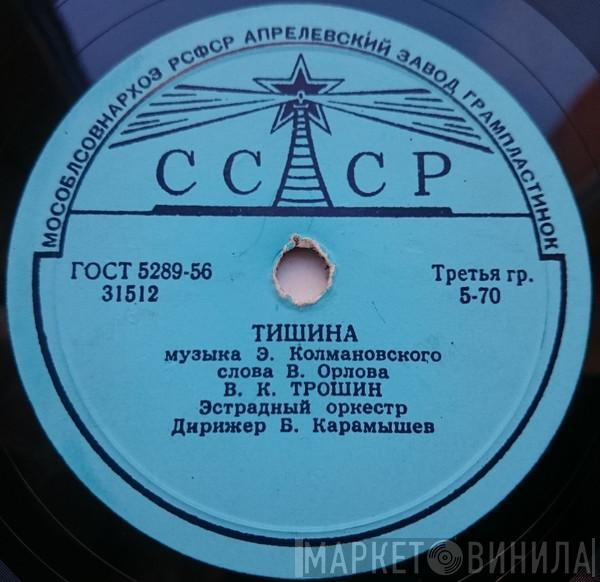 МОСОБЛСОВНАРХОЗ РСФСР АПРЕЛЕВСКИЙ ЗАВОД ГРАМПЛАСТИНОК
СССР
ГОСТ 5289-56
31512
Третья гр.
5-70
ТИШИНА
музыка Э. Колмановского
слова В. Орлова
В. К. ТРОШИН
Эстрадный оркестр
Дирижер Б. Карамышев
МАРКЕТ ВИНИЛА